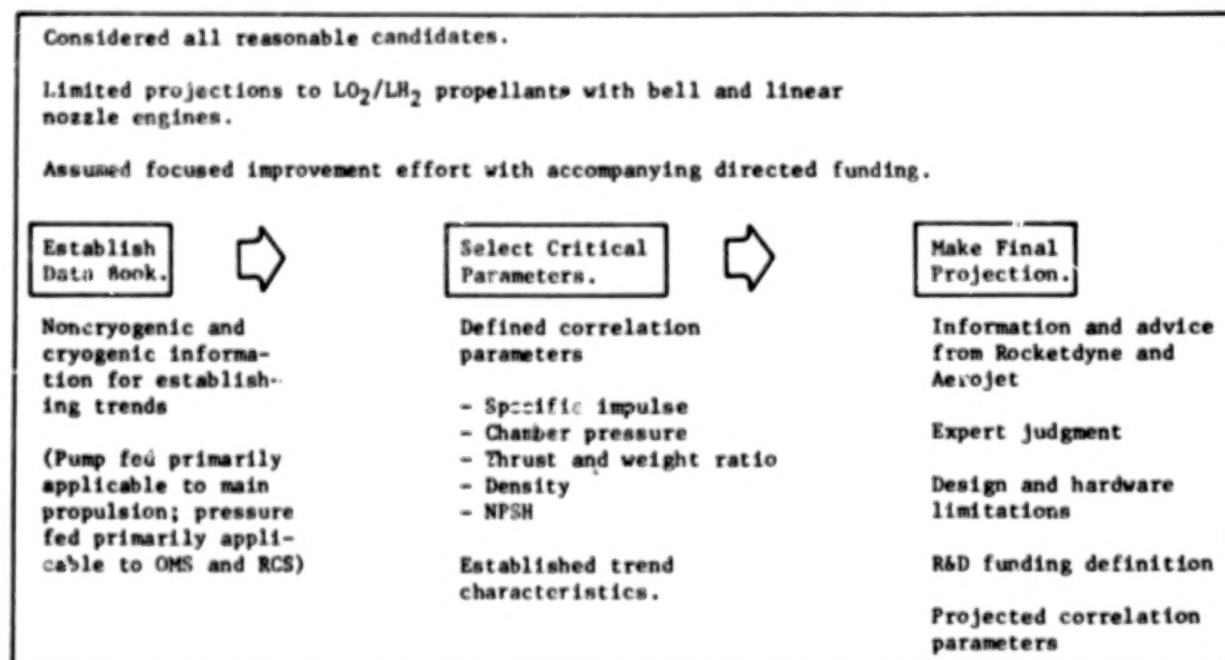 Considered all reasonable candidates.
Limited projections to LO2/LH2 propellants with bell and linear
nozzle engines.
Assumed focused improvement effort with accompanying directed funding.
Establish
Data Book.
Noncryogenic and
cryogenic informa-
tion for establish-
ing trends
(Pump fed primarily
applicable to main
propulsion; pressure
fed primarily appli-
cable to OMS and RCS)
Select Critical
Parameters.
Defined correlation
parameters
- Specific impulse
- Chamber pressure
- Thrust and weight ratio
- Density
- NPSH
Established trend
characteristics.
Make Final
Projection.
Information and advice
from Rocketdyne and
Aerojet
Expert judgment
Design and hardware
limitations
R&D funding definition
Projected correlation
parameters